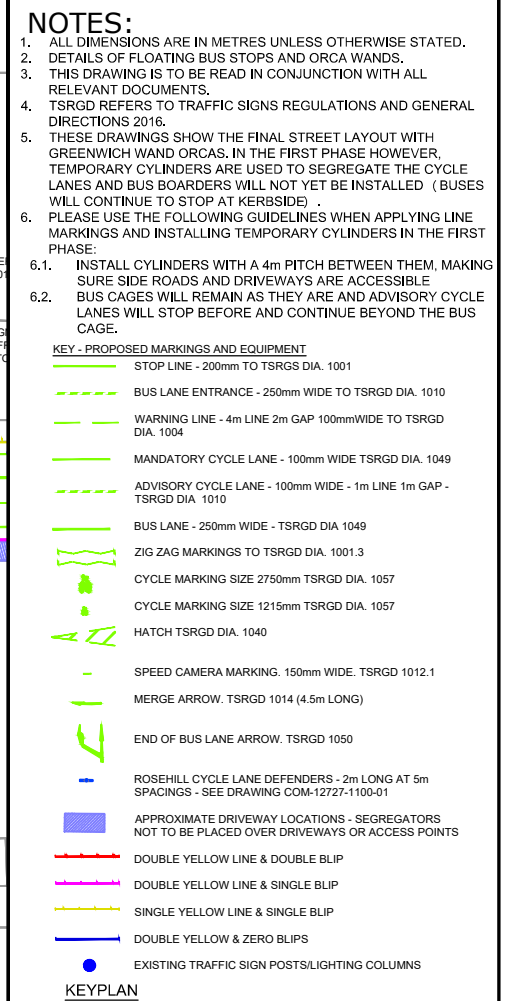 NOTES:
1. ALL DIMENSIONS ARE IN METRES UNLESS OTHERWISE STATED.
2. DETAILS OF FLOATING BUS STOPS AND ORCA WANDS.
3. THIS DRAWING IS TO BE READ IN CONJUNCTION WITH ALL
RELEVANT DOCUMENTS.
4. TSRGD REFERS TO TRAFFIC SIGNS REGULATIONS AND GENERAL
DIRECTIONS 2016.
5. THESE DRAWINGS SHOW THE FINAL STREET LAYOUT WITH
GREENWICH WAND ORCAS. IN THE FIRST PHASE HOWEVER,
TEMPORARY CYLINDERS ARE USED TO SEGREGATE THE CYCLE
LANES AND BUS BOARDERS WILL NOT YET BE INSTALLED ( BUSES
WILL CONTINUE TO STOP AT KERBSIDE) .
6. PLEASE USE THE FOLLOWING GUIDELINES WHEN APPLYING LINE
MARKINGS AND INSTALLING TEMPORARY CYLINDERS IN THE FIRST
PHASE:
6.1. INSTALL CYLINDERS WITH A 4m PITCH BETWEEN THEM, MAKING
SURE SIDE ROADS AND DRIVEWAYS ARE ACCESSIBLE
6.2. BUS CAGES WILL REMAIN AS THEY ARE AND ADVISORY CYCLE
LANES WILL STOP BEFORE AND CONTINUE BEYOND THE BUS
CAGE.
KEY - PROPOSED MARKINGS AND EQUIPMENT
STOP LINE - 200mm TO TSRGS DIA. 1001
BUS LANE ENTRANCE - 250mm WIDE TO TSRGD DIA. 1010
WARNING LINE - 4m LINE 2m GAP 100mmWIDE TO TSRGD
DIA. 1004
MANDATORY CYCLE LANE - 100mm WIDE TSRGD DIA. 1049
ADVISORY CYCLE LANE - 100mm WIDE - 1m LINE 1m GAP -
TSRGD DIA 1010
BUS LANE - 250mm WIDE - TSRGD DIA 1049
ZIG ZAG MARKINGS TO TSRGD DIA. 1001.3
CYCLE MARKING SIZE 2750mm TSRGD DIA. 1057
CYCLE MARKING SIZE 1215mm TSRGD DIA. 1057
HATCH TSRGD DIA. 1040
SPEED CAMERA MARKING. 150mm WIDE. TSRGD 1012.1
MERGE ARROW. TSRGD 1014 (4.5m LONG)
END OF BUS LANE ARROW. TSRGD 1050
ROSEHILL CYCLE LANE DEFENDERS - 2m LONG AT 5m
SPACINGS - SEE DRAWING COM-12727-1100-01
APPROXIMATE DRIVEWAY LOCATIONS - SEGREGATORS
NOT TO BE PLACED OVER DRIVEWAYS OR ACCESS POINTS
DOUBLE YELLOW LINE & DOUBLE BLIP
DOUBLE YELLOW LINE & SINGLE BLIP
SINGLE YELLOW LINE & SINGLE BLIP
DOUBLE YELLOW & ZERO BLIPS
EXISTING TRAFFIC SIGN POSTS/LIGHTING COLUMNS
KEYPLAN